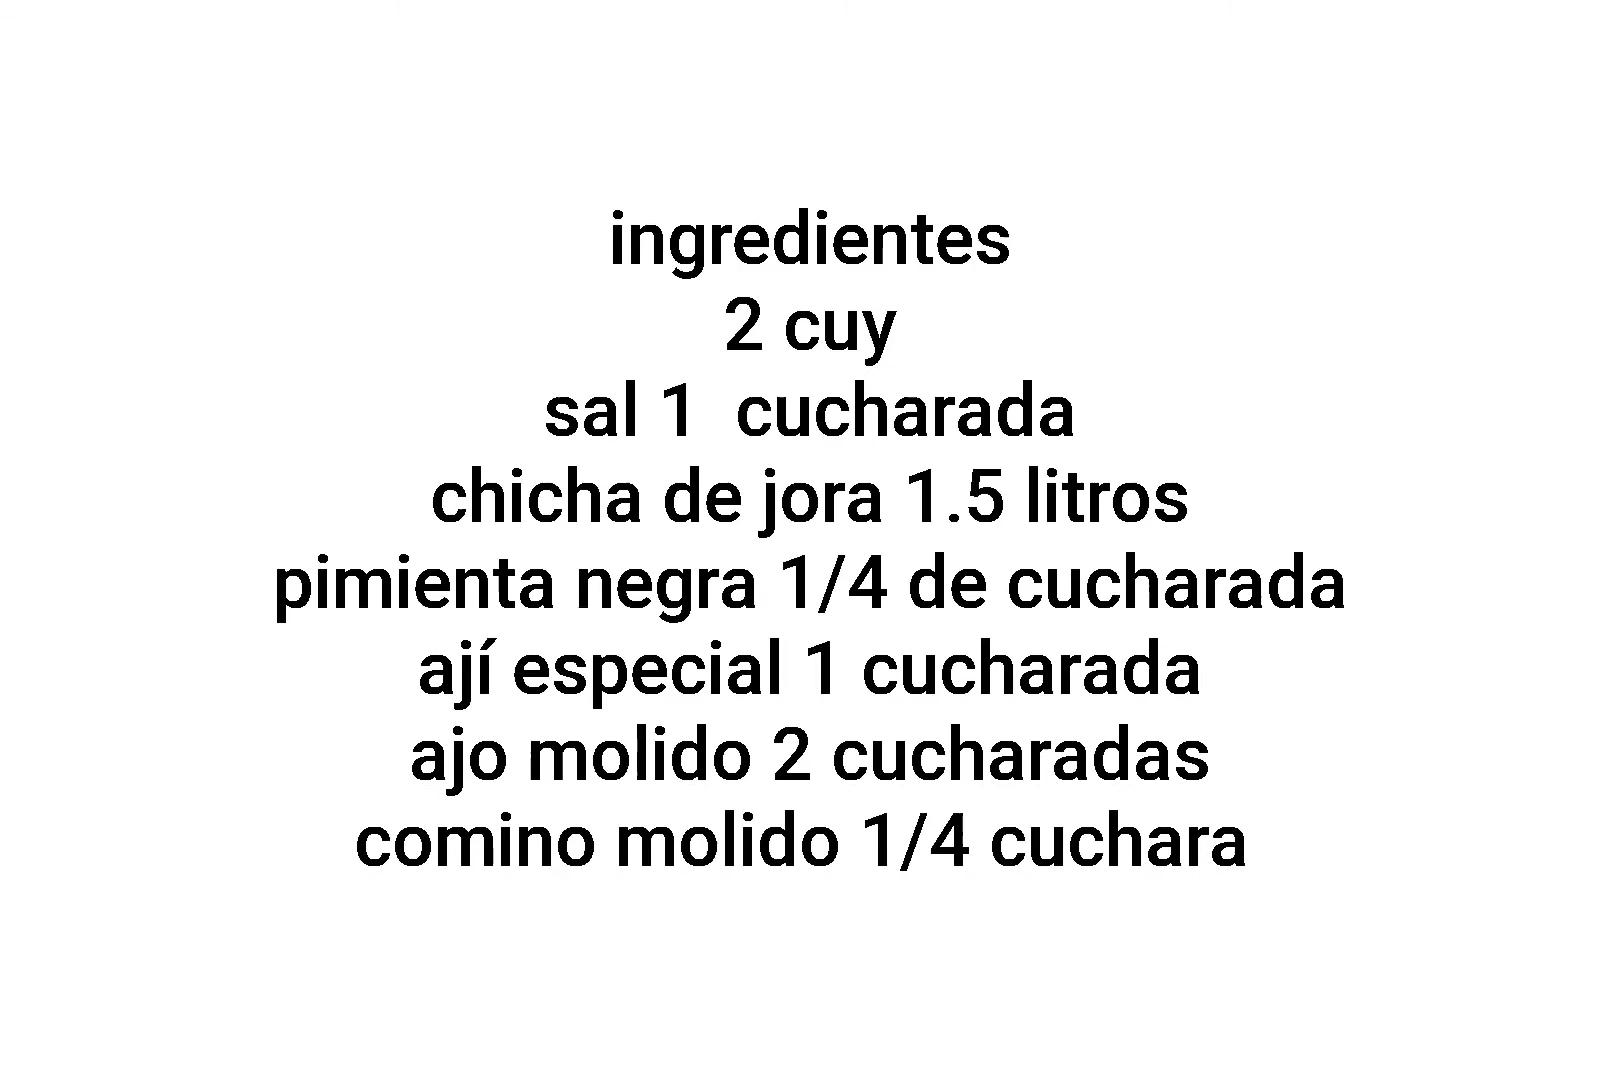 ingredientes
2 cuy
sal 1  cucharada
chicha de jora 1.5 litros
pimienta negra 1/4 de cucharada
ají especial 1 cucharada
ajo molido 2 cucharadas
comino molido 1/4 cuchara